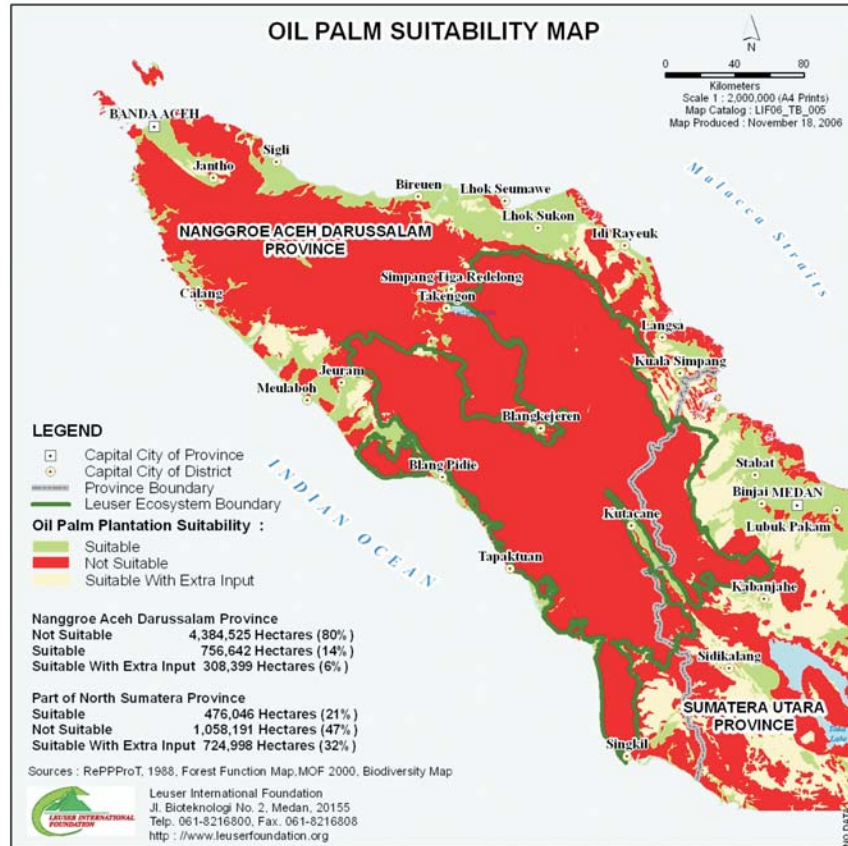 OIL PALM SUITABILITY MAP
N
0 40 80
Kilometers
Scale 1 : 2,000,000 (A4 Prints)
Map Catalog : LIF06_TB_005
Map Produced : November 18, 2006
BANDA ACEH
Jantho
Sigli
Bireuen
Lhok Seumawe
Lhok Sukon
Idi Rayeuk
Malacca Straits
NANGGROE ACEH DARUSSALAM
PROVINCE
Simpang Tiga Redelong
Takengon
Calang
Langsa
Kuala Simpang
Jeuram
Meulaboh
Blangkejeren
Blang Pidie
Stabat
Binjai
MEDAN
Lubuk Pakam
Kutacane
INDIAN OCEAN
Tapaktuan
Kabanjahe
Sidikalang
SUMATERA UTARA
PROVINCE
Singkil
LEGEND
Capital City of Province
Capital City of District
Province Boundary
Leuser Ecosystem Boundary
Oil Palm Plantation Suitability :
Suitable
Not Suitable
Suitable With Extra Input
Nanggroe Aceh Darussalam Province
Not Suitable 4,384,525 Hectares (80%)
Suitable 756,642 Hectares (14%)
Suitable With Extra Input 308,399 Hectares (6%)
Part of North Sumatera Province
Suitable 476,046 Hectares (21%)
Not Suitable 1,058,191 Hectares (47%)
Suitable With Extra Input 724,998 Hectares (32%)
Sources : RePPProT, 1988, Forest Function Map,MOF 2000, Biodiversity Map
LEUSER INTERNATIONAL
FOUNDATION
Leuser International Foundation
Jl. Bioteknologi No. 2, Medan, 20155
Telp. 061-8216800, Fax. 061-8216808
http : //www.leuserfoundation.org
NO DATA